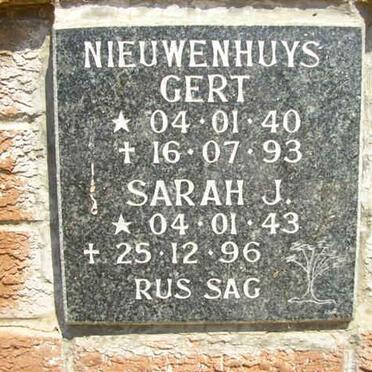 NIEUWENHUYS
GERT
★ 04·01·40
✝ 16·07·93
SARAH J.
★ 04·01·43
✝ 25·12·96
RUS SAG